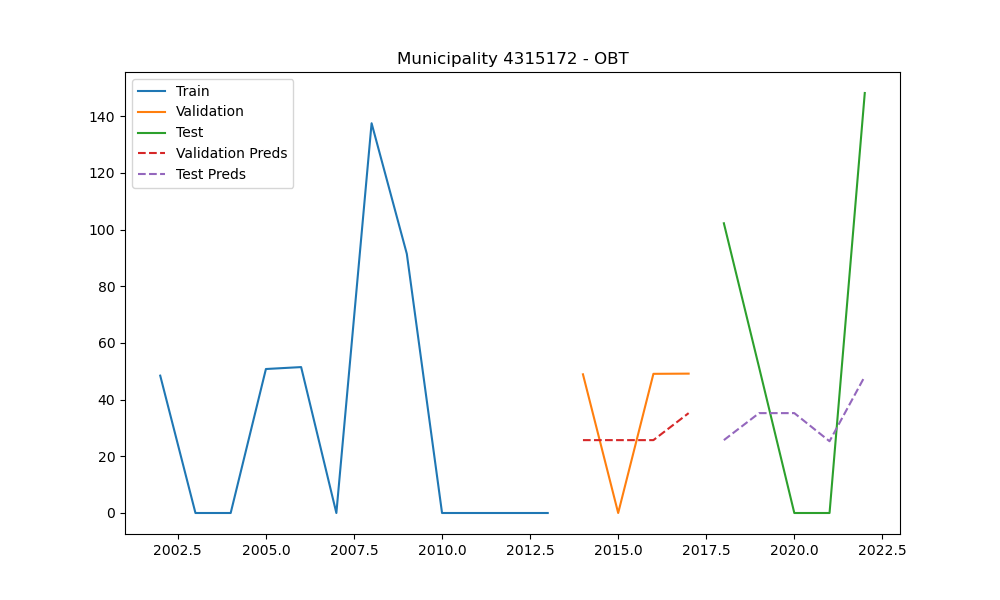 Municipality 4315172 - OBT
Train
Validation
Test
Validation Preds
Test Preds
140
120
100
80
60
40
20
0
2002.5 2005.0 2007.5 2010.0 2012.5 2015.0 2017.5 2020.0 2022.5